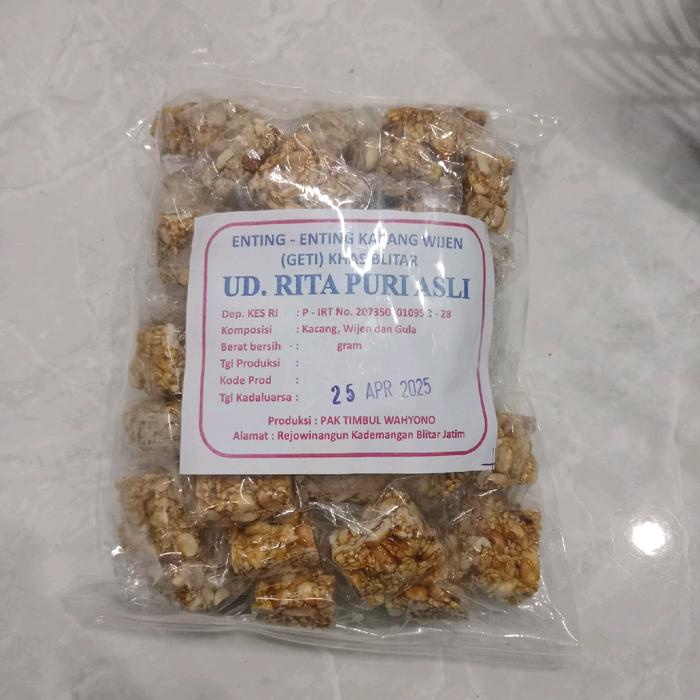 ENTING - ENTING KACANG WIJEN
(GETI) KHAS BLITAR
UD. RITA PURI ASLI
Dep. KES RI : P - IRT No. - 28
Komposisi : Kacang, Wijen dan Gula
Berat bersih - : gram
Tgl Produksi :
Kode Prod :
Tgl Kadaluarsa : 25 APR 2025
Produksi : PAK TIMBUL WAHYONO
Alamat : Rejowinangun Kademangan Blitar Jatim